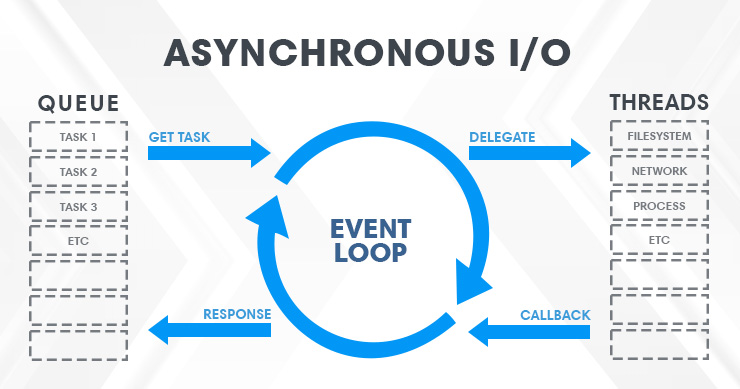 ASYNCHRONOUS I/O
QUEUE
TASK 1
TASK 2
TASK 3
ETC
GET TASK
RESPONSE
EVENT
LOOP
DELEGATE
CALLBACK
THREADS
FILESYSTEM
NETWORK
PROCESS
ETC